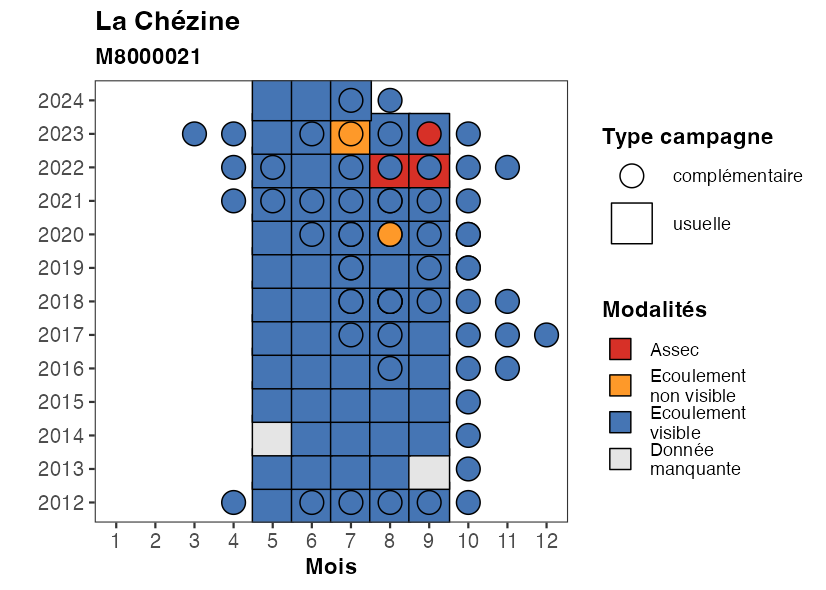 La Chézine
M8000021
2024
2023
2022
2021
2020
2019
2018
2017
2016
2015
2014
2013
2012
1 2 3 4 5 6 7 8 9 10 11 12
Mois
Type campagne
complémentaire
usuelle
Modalités
Assec
Ecoulement
non visible
Ecoulement
visible
Donnée
manquante